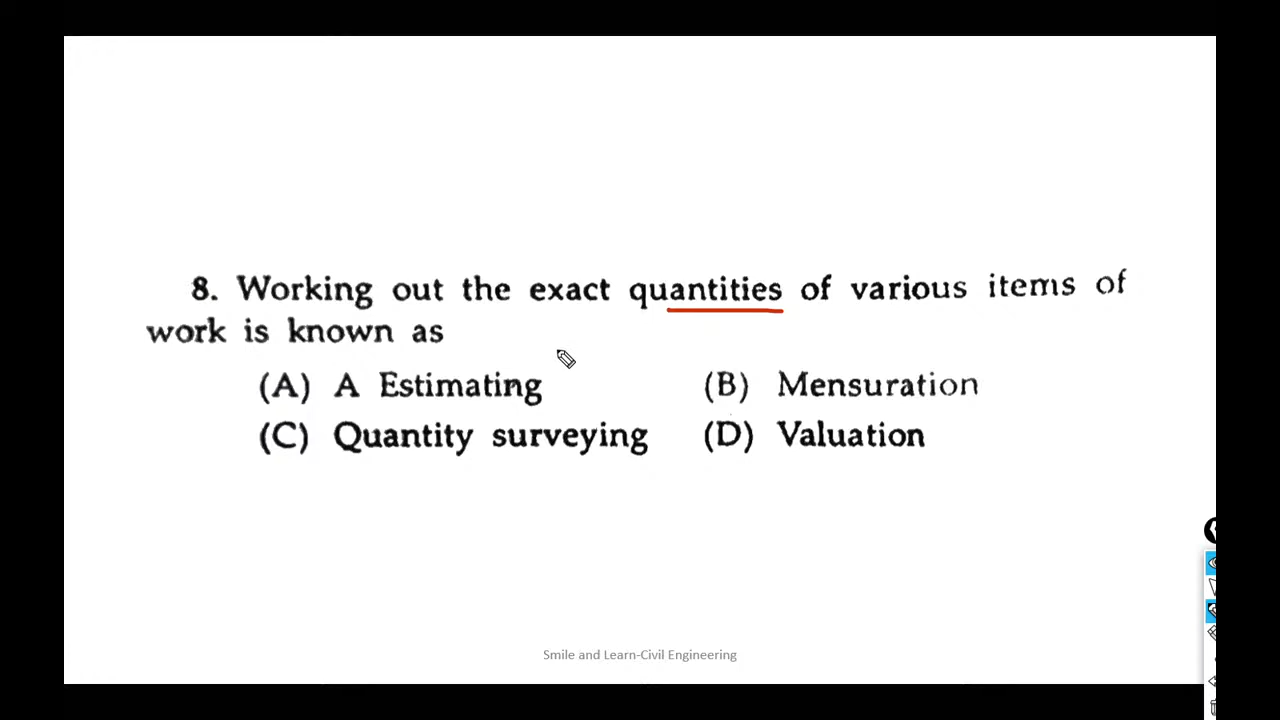 8. Working out the exact quantities of various items of
work is known as
(A) A Estimating (B) Mensuration
(C) Quantity surveying (D) Valuation
Smile and Learn-Civil Engineering